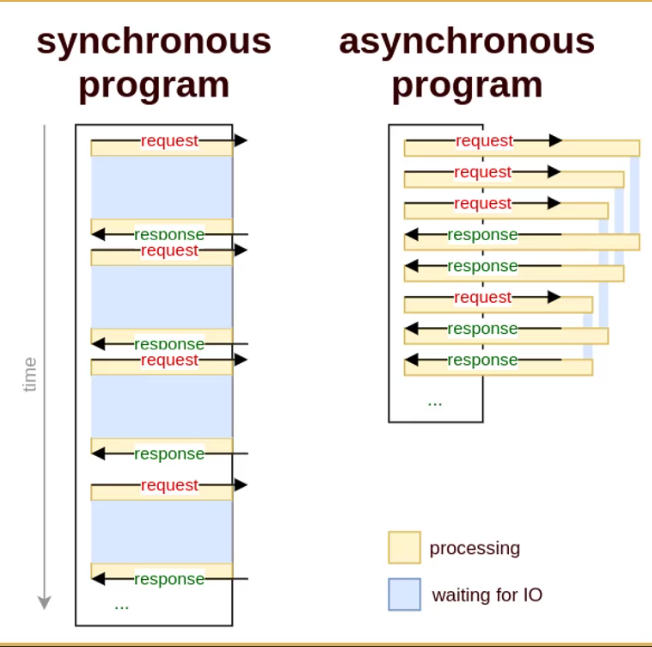 synchronous
program
request
response
request
response
request
response
request
response
...
time
asynchronous
program
request
request
request
response
response
request
response
response
...
processing
waiting for IO